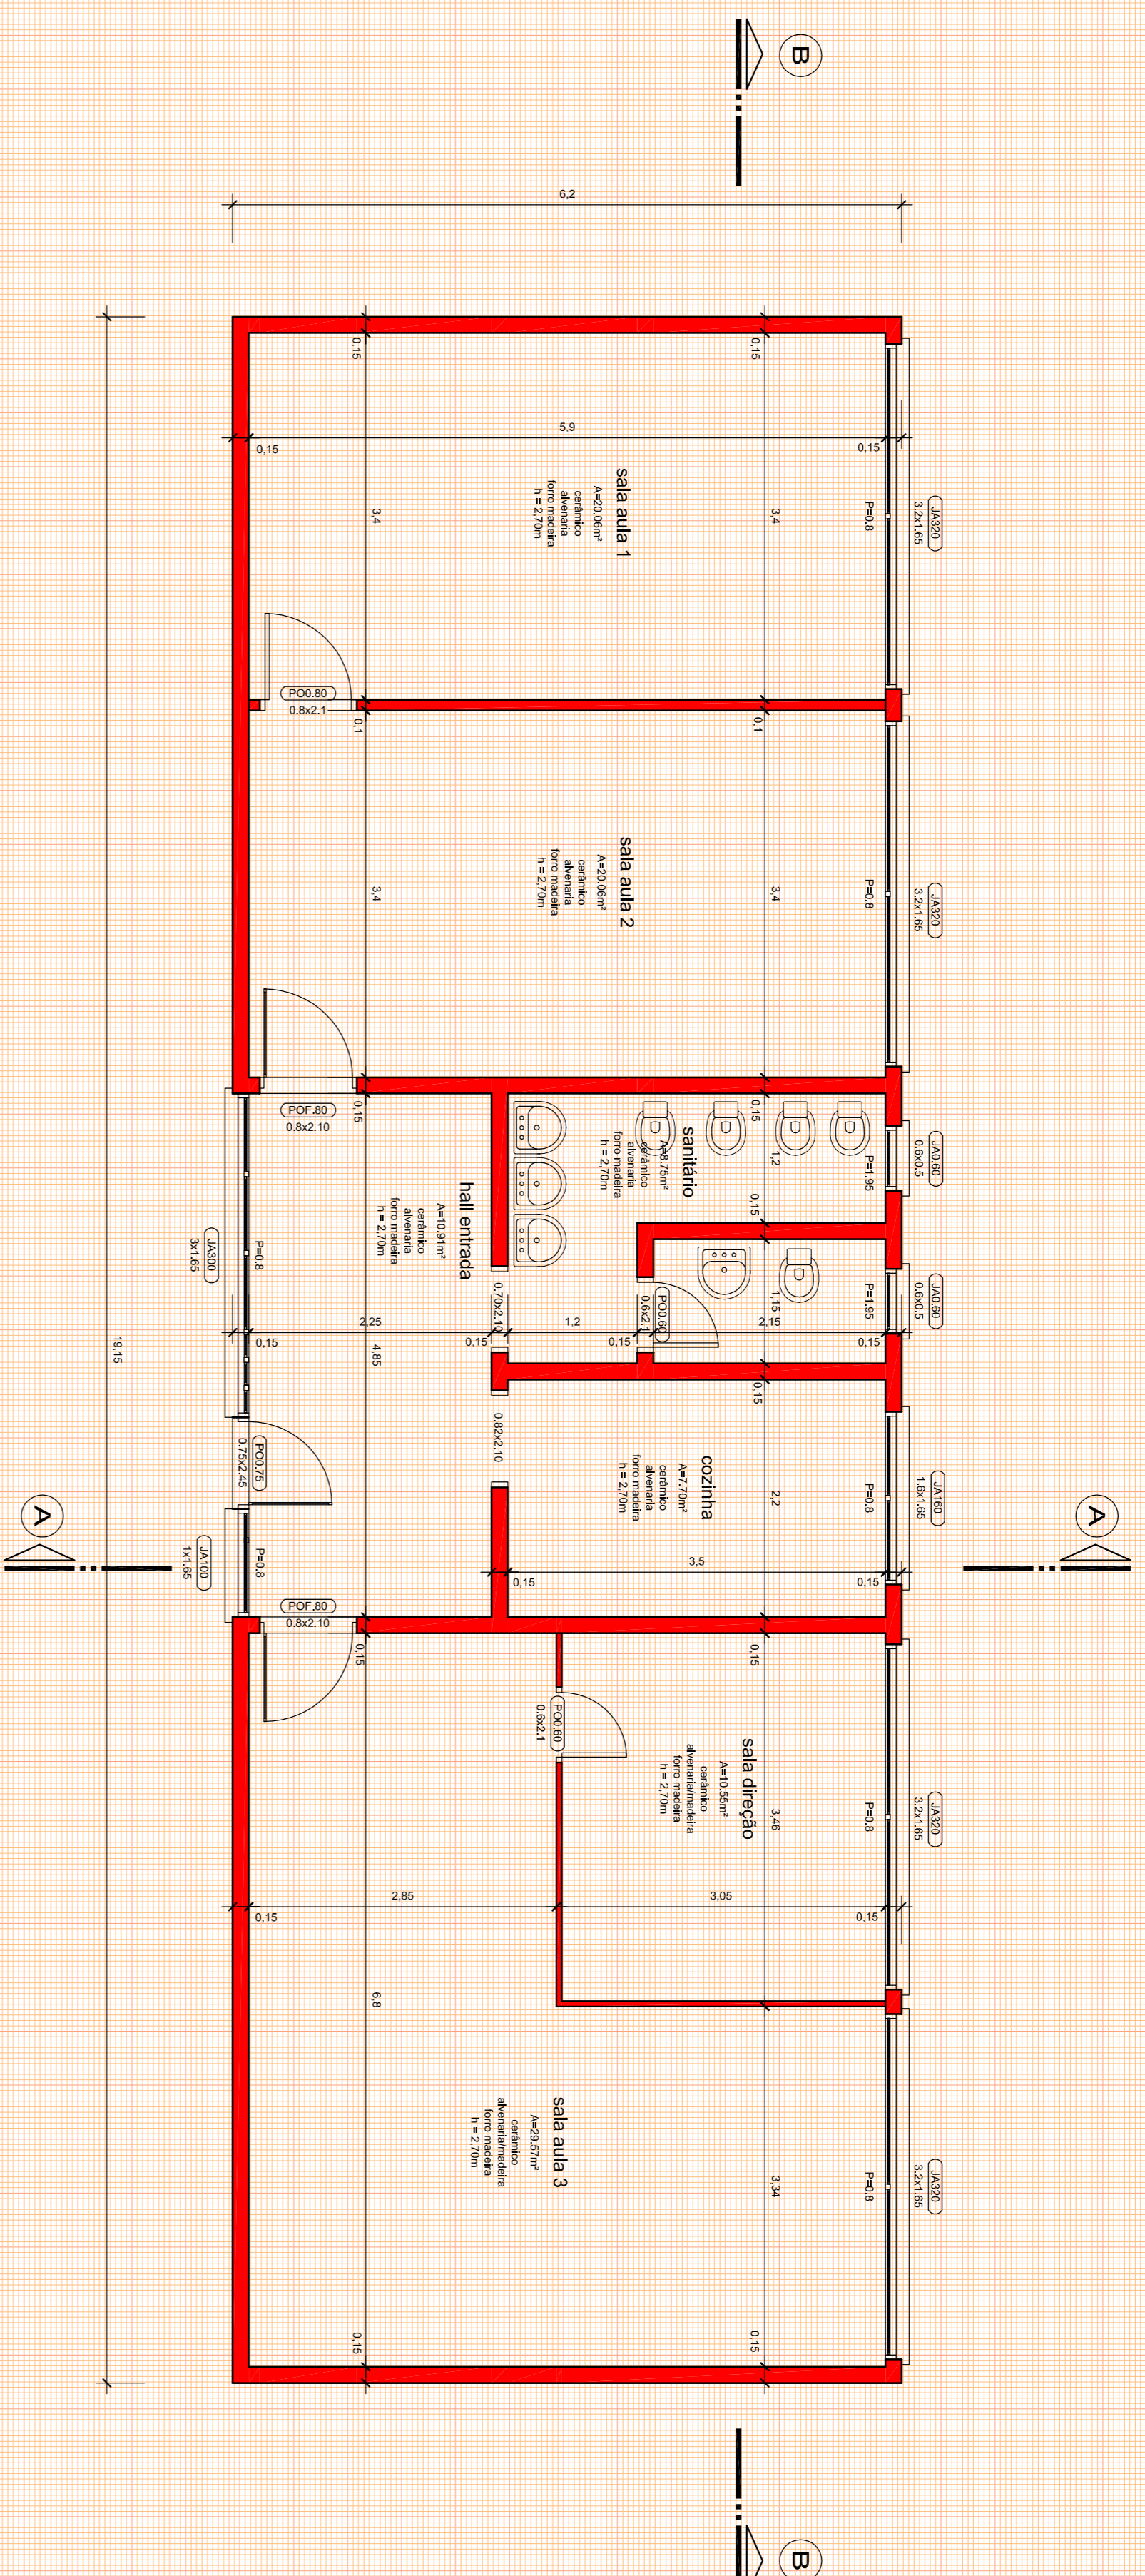 B
6,2
19,15
0,15
0,15
5,9
0,15
0,15
sala aula 1
A=20.06m²
cerâmico
alvenaria
forro madeira
h = 2,70m
3,4
3,4
P=0.8
JA320
3.2x1.65
PO0.80
0.8x2.1
0,1
0,1
sala aula 2
A=20.06m²
cerâmico
alvenaria
forro madeira
h = 2,70m
3,4
3,4
P=0.8
JA320
3.2x1.65
POF.80
0.8x2.10
0,15
0,15
sanitário
A=8.75m²
cerâmico
alvenaria
forro madeira
h = 2,70m
1,2
0,15
P=1.95
JA0.60
0.6x0.5
hall entrada
A=10.91m²
cerâmico
alvenaria
forro madeira
h = 2,70m
P=0.8
JA300
3x1.65
0.70x2.10
PO0.60
0.6x2.1
1,15
P=1.95
JA0.60
0.6x0.5
0,15
2,25
0,15
1,2
0,15
2,15
0,15
4,85
0,15
0.82x2.10
PO0.75
0.75x2.45
cozinha
A=7.70m²
cerâmico
alvenaria
forro madeira
h = 2,70m
2,2
P=0.8
JA160
1.6x1.65
A
A
0,15
3,5
0,15
P=0.8
JA100
1x1.65
POF.80
0.8x2.10
0,15
0,15
PO0.60
0.6x2.1
sala direção
A=10.55m²
cerâmico
alvenaria/madeira
forro madeira
h = 2,70m
3,46
P=0.8
JA320
3.2x1.65
0,15
2,85
3,05
0,15
6,8
sala aula 3
A=29.57m²
cerâmico
alvenaria/madeira
forro madeira
h = 2,70m
3,34
P=0.8
JA320
3.2x1.65
0,15
0,15
B